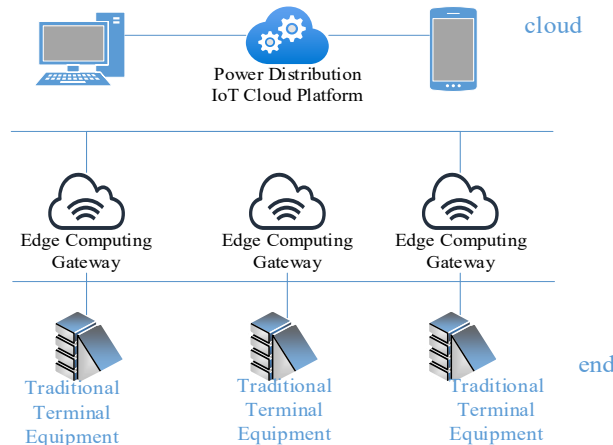 cloud
Power Distribution
IoT Cloud Platform
Edge Computing
Gateway
Edge Computing
Gateway
Edge Computing
Gateway
end
Traditional
Terminal
Equipment
Traditional
Terminal
Equipment
Traditional
Terminal
Equipment